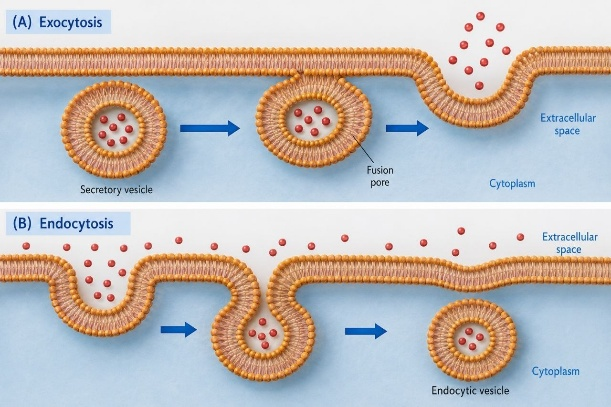 (A) Exocytosis
Extracellular
space
Fusion
pore
Secretory vesicle
Cytoplasm
(B) Endocytosis
Extracellular
space
Cytoplasm
Endocytic vesicle